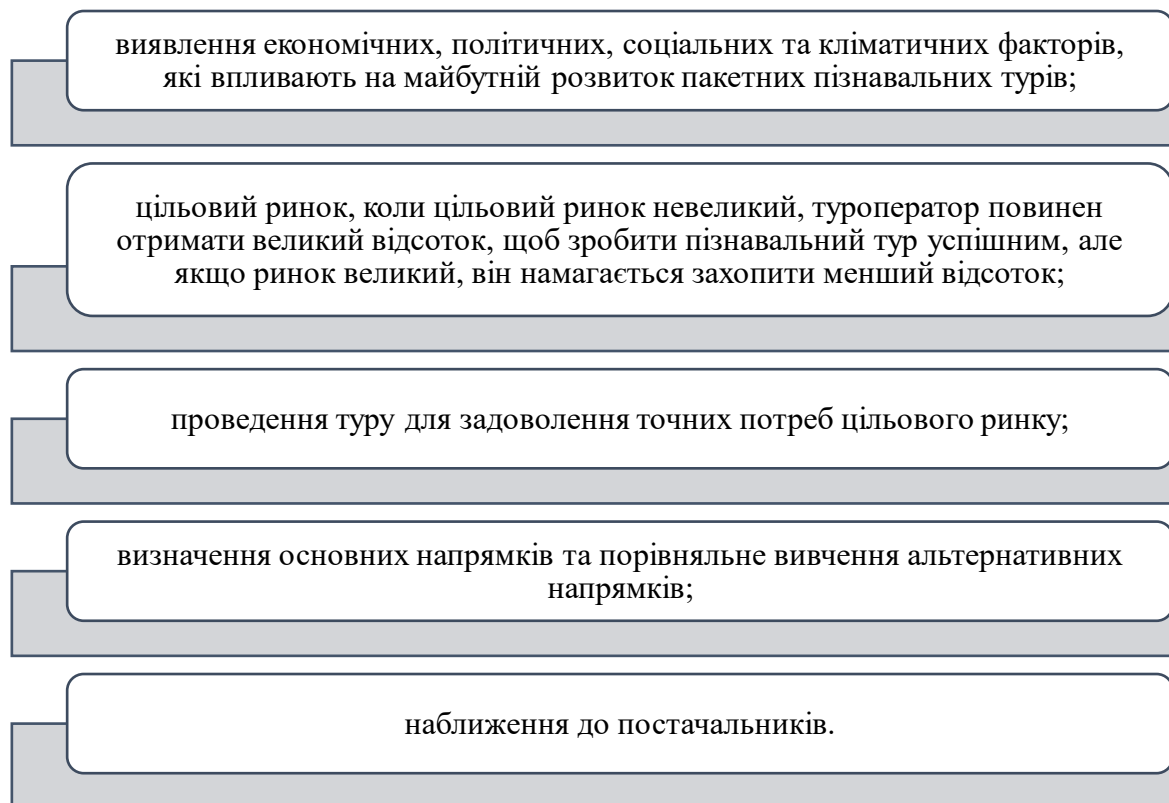 виявлення економічних, політичних, соціальних та кліматичних факторів,
які впливають на майбутній розвиток пакетних пізнавальних турів;
цільовий ринок, коли цільовий ринок невеликий, туроператор повинен
отримати великий відсоток, щоб зробити пізнавальний тур успішним, але
якщо ринок великий, він намагається захопити менший відсоток;
проведення туру для задоволення точних потреб цільового ринку;
визначення основних напрямків та порівняльне вивчення альтернативних
напрямків;
наближення до постачальників.